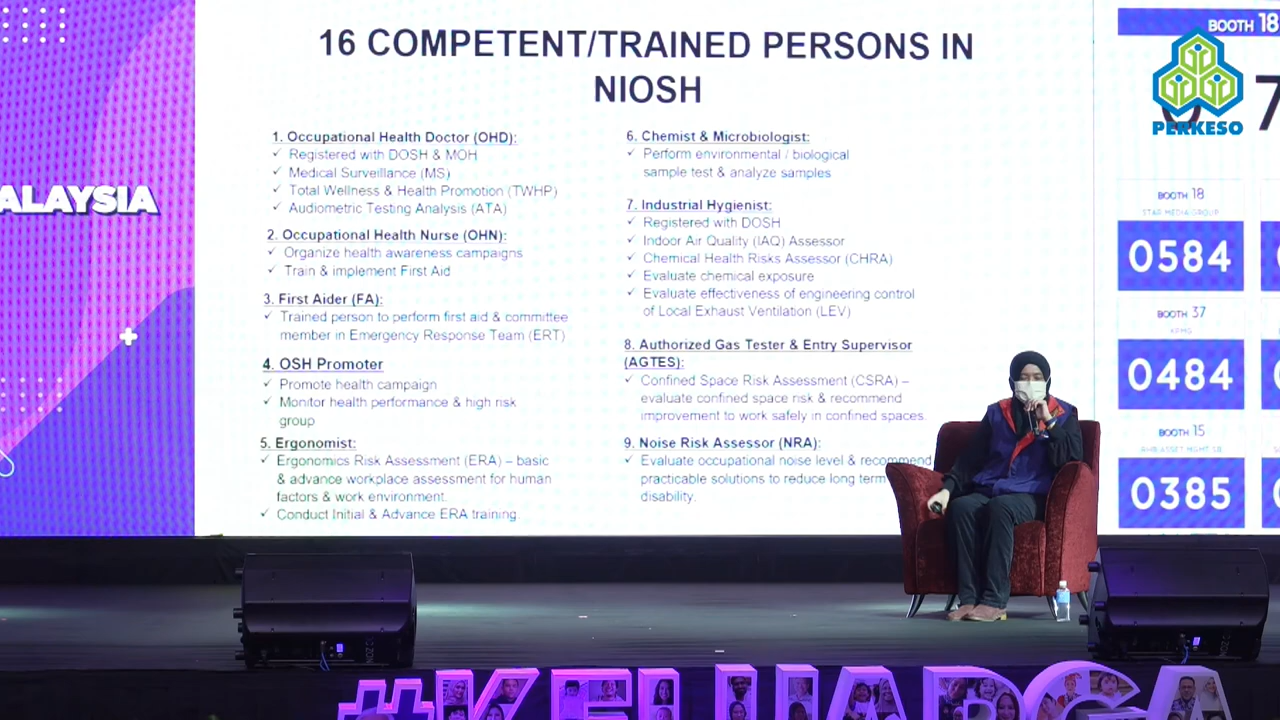 16 COMPETENT/TRAINED PERSONS IN
NIOSH
1. Occupational Health Doctor (OHD):
✓ Registered with DOSH & MOH
✓ Medical Surveillance (MS)
✓ Total Wellness & Health Promotion (TWHP)
✓ Audiometric Testing Analysis (ATA)
2. Occupational Health Nurse (OHN):
✓ Organize health awareness campaigns
✓ Train & implement First Aid
3. First Aider (FA):
✓ Trained person to perform first aid & committee
member in Emergency Response Team (ERT)
4. OSH Promoter
✓ Promote health campaign
✓ Monitor health performance & high risk
group
5. Ergonomist:
✓ Ergonomics Risk Assessment (ERA) – basic
& advance workplace assessment for human
factors & work environment.
✓ Conduct Initial & Advance ERA training.
6. Chemist & Microbiologist:
✓ Perform environmental / biological
sample test & analyze samples
7. Industrial Hygienist:
✓ Registered with DOSH
✓ Indoor Air Quality (IAQ) Assessor
✓ Chemical Health Risks Assessor (CHRA)
✓ Evaluate chemical exposure
✓ Evaluate effectiveness of engineering control
of Local Exhaust Ventilation (LEV)
8. Authorized Gas Tester & Entry Supervisor
(AGTES):
✓ Confined Space Risk Assessment (CSRA) –
evaluate confined space risk & recommend
improvement to work safely in confined spaces.
9. Noise Risk Assessor (NRA):
✓ Evaluate occupational noise level & recommend
practicable solutions to reduce long term
disability.
ALAYSIA
BOOTH 18
7
PERKESO
BOOTH 18
STAR MEDIA GROUP
0584
BOOTH 37
KPMG
0484
BOOTH 15
0385
#KELUARGA